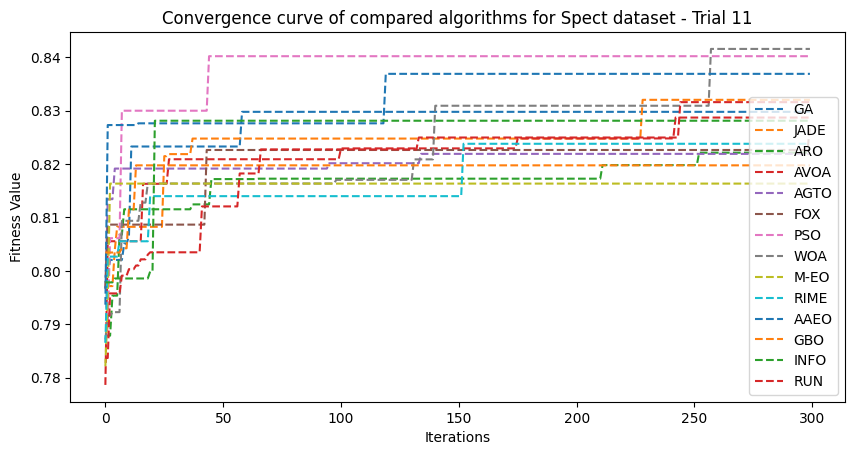 Convergence curve of compared algorithms for Spect dataset - Trial 11
Fitness Value
0.84
0.83
0.82
0.81
0.80
0.79
0.78
GA
JADE
ARO
AVOA
AGTO
FOX
PSO
WOA
M-EO
RIME
AAEO
GBO
INFO
RUN
0
50
100
150
200
250
300
Iterations